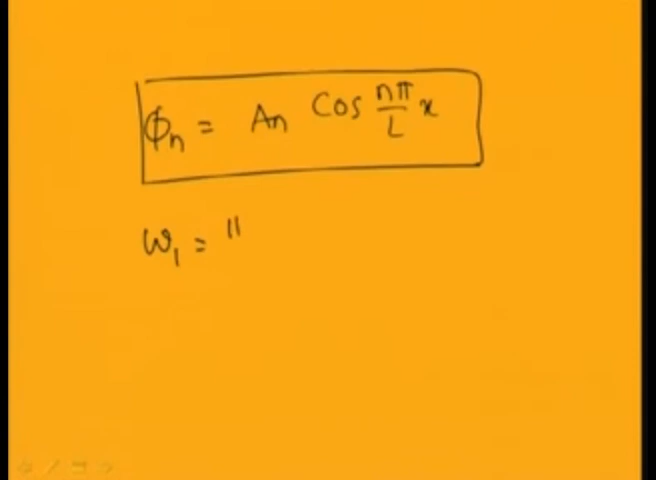 ϕn = An Cos nπ/L x
ω1 = "